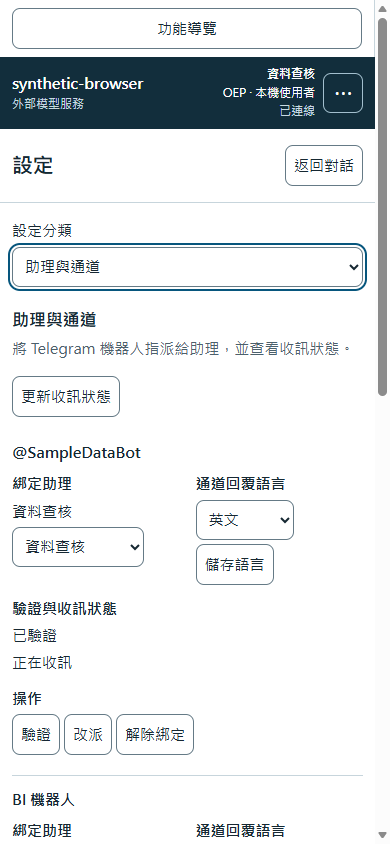 功能導覽
synthetic-browser
外部模型服務
資料查核
OEP · 本機使用者
已連線
...
設定
返回對話
設定分類
助理與通道
助理與通道
將 Telegram 機器人指派給助理，並查看收訊狀態。
更新收訊狀態
@SampleDataBot
綁定助理
資料查核
資料查核
通道回覆語言
英文
儲存語言
驗證與收訊狀態
已驗證
正在收訊
操作
驗證 改派 解除綁定
BI 機器人
綁定助理 通道回覆語言